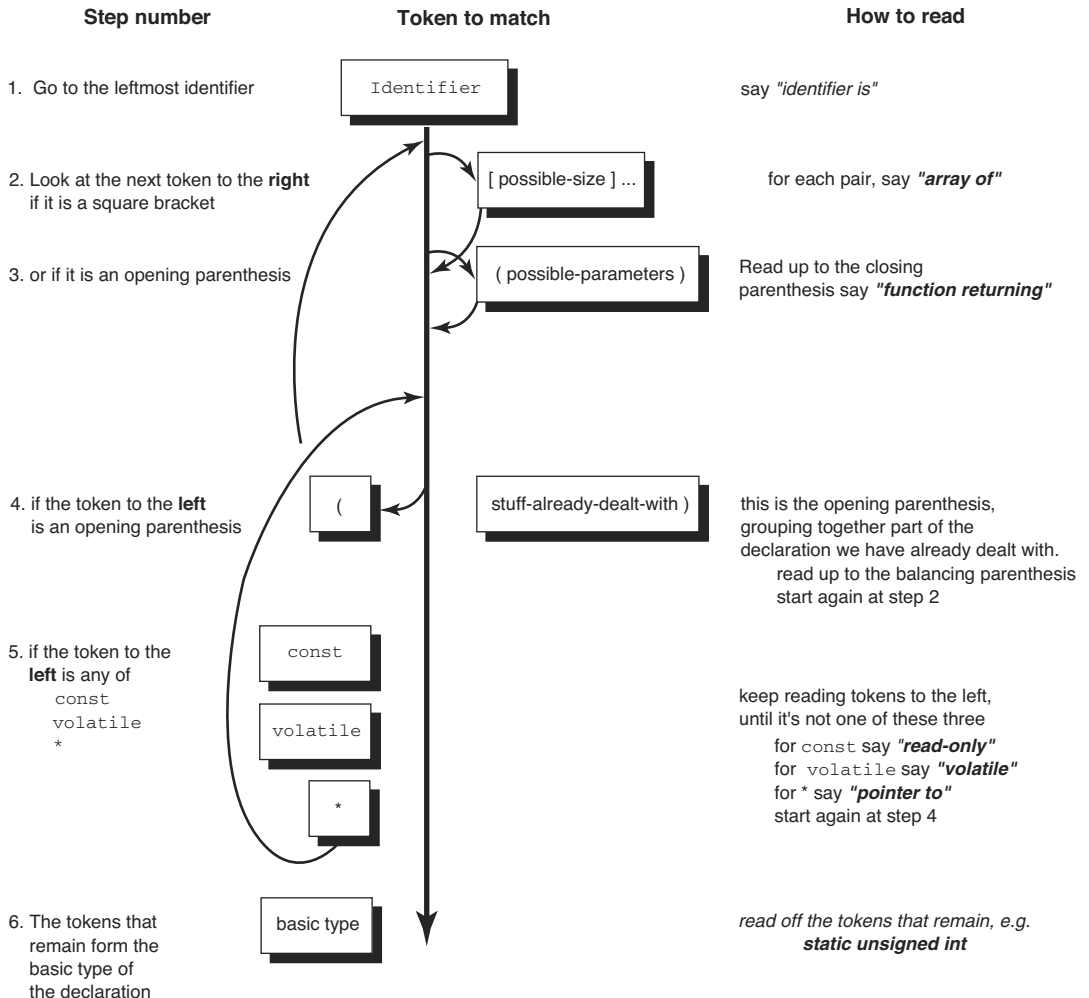 Step number
Token to match
How to read
1. Go to the leftmost identifier
Identifier
say "identifier is"
2. Look at the next token to the right
if it is a square bracket
[ possible-size ] ...
for each pair, say "array of"
3. or if it is an opening parenthesis
( possible-parameters )
Read up to the closing
parenthesis say "function returning"
4. if the token to the left
is an opening parenthesis
(
stuff-already-dealt-with )
this is the opening parenthesis,
grouping together part of the
declaration we have already dealt with.
read up to the balancing parenthesis
start again at step 2
5. if the token to the
left is any of
const
volatile
*
const
volatile
*
keep reading tokens to the left,
until it's not one of these three
for const say "read-only"
for volatile say "volatile"
for * say "pointer to"
start again at step 4
6. The tokens that
remain form the
basic type of
the declaration
basic type
read off the tokens that remain, e.g.
static unsigned int